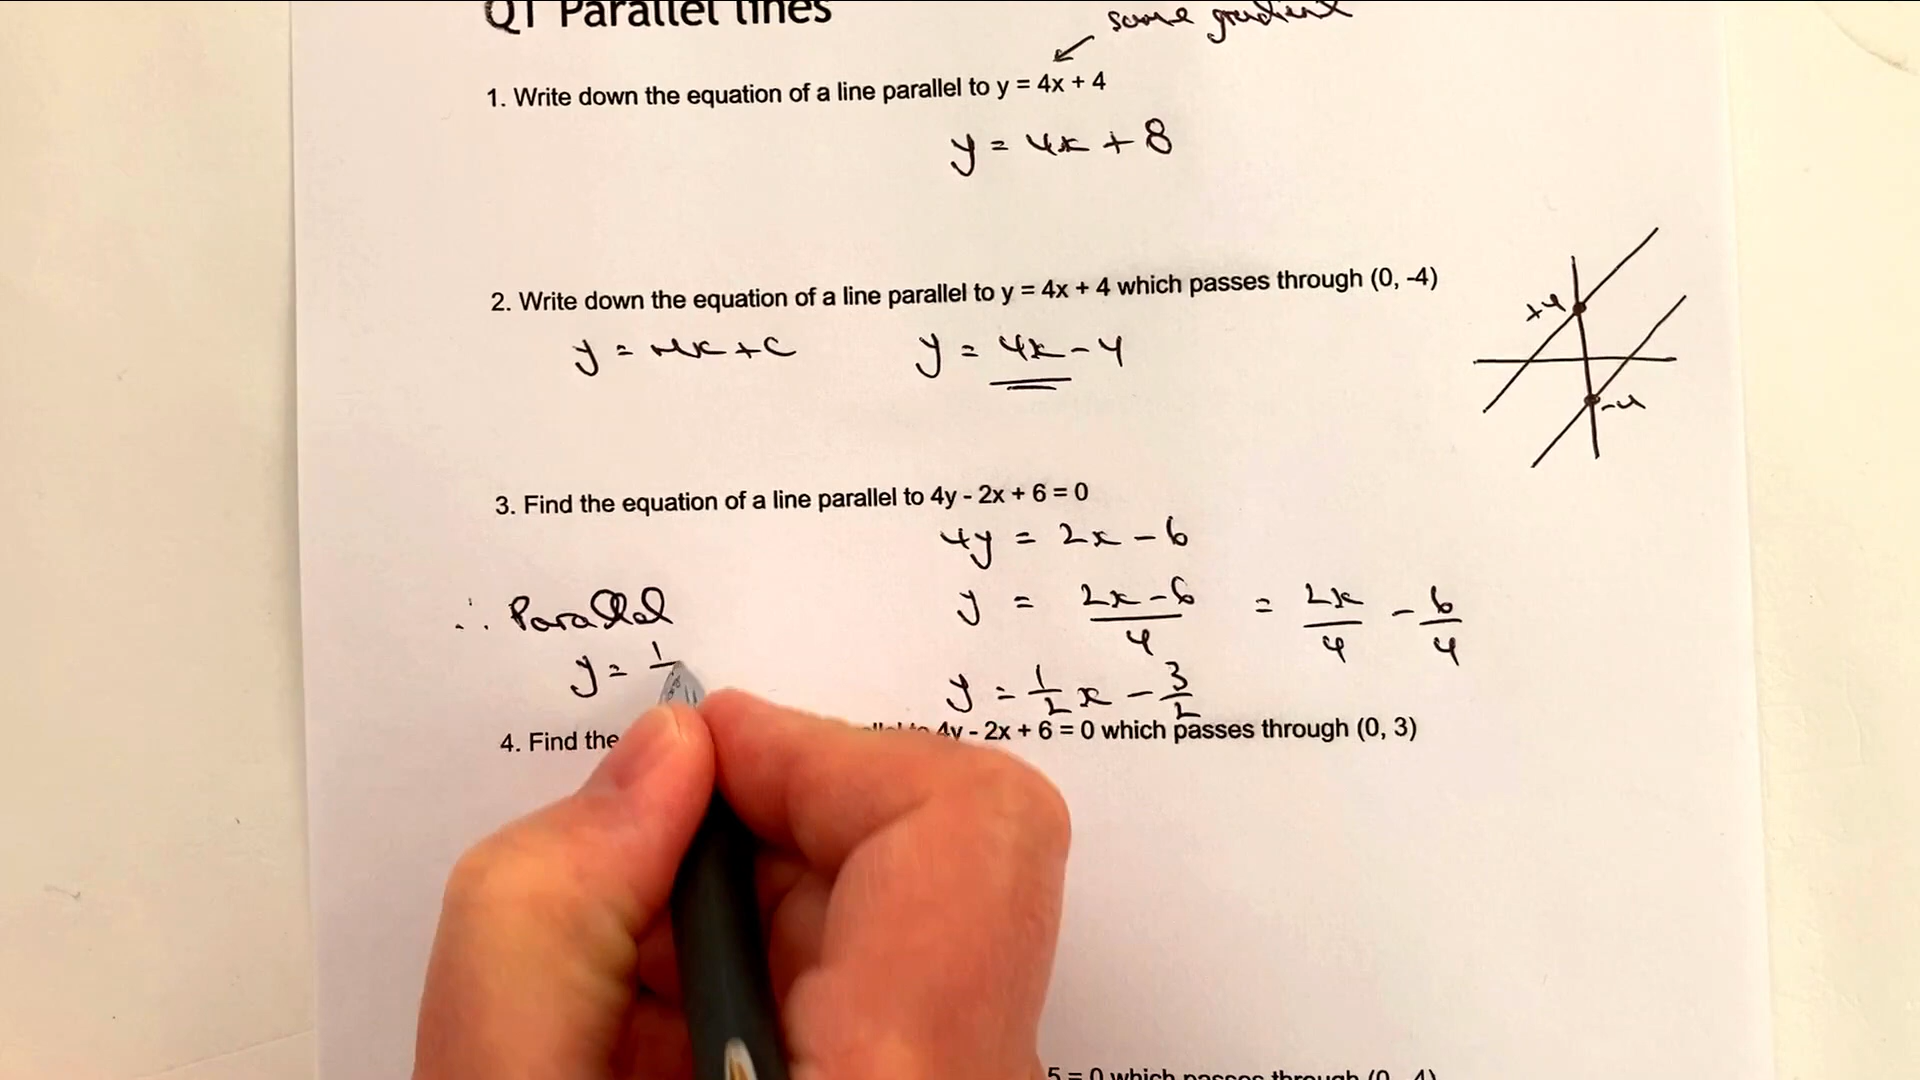 Q1 Parallel lines
same gradient
1. Write down the equation of a line parallel to y = 4x + 4
y = 4x + 8
2. Write down the equation of a line parallel to y = 4x + 4 which passes through (0, -4)
y = mx + c
y = 4x - 4
+4
-4
3. Find the equation of a line parallel to 4y - 2x + 6 = 0
4y = 2x - 6
y = (2x - 6)/4 = 2x/4 - 6/4
y = 1/2 x - 3/2
∴ Parallel
y = 1
4. Find the 4y - 2x + 6 = 0 which passes through (0, 3)
5 = 0 which passes through (0, -4)